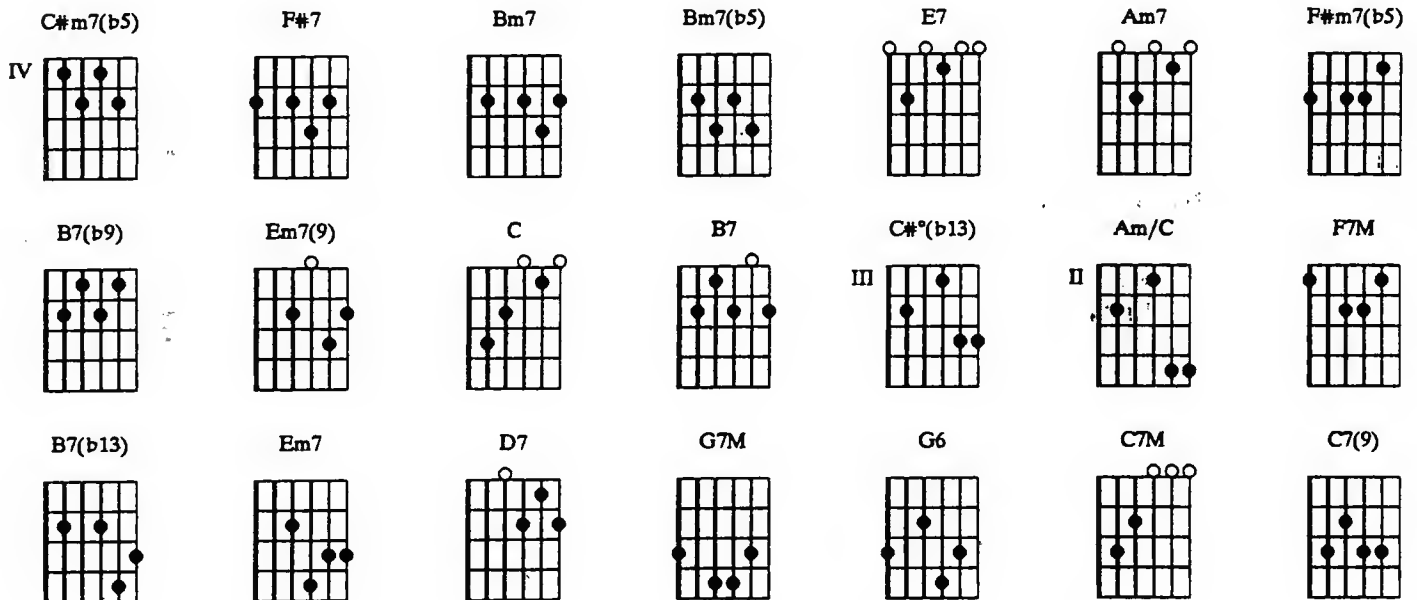 C#m7(b5) F#7 Bm7 Bm7(b5) E7 Am7 F#m7(b5)
IV
B7(b9) Em7(9) C B7 C#°(b13) Am/C F7M
III II
B7(b13) Em7 D7 G7M G6 C7M C7(9)